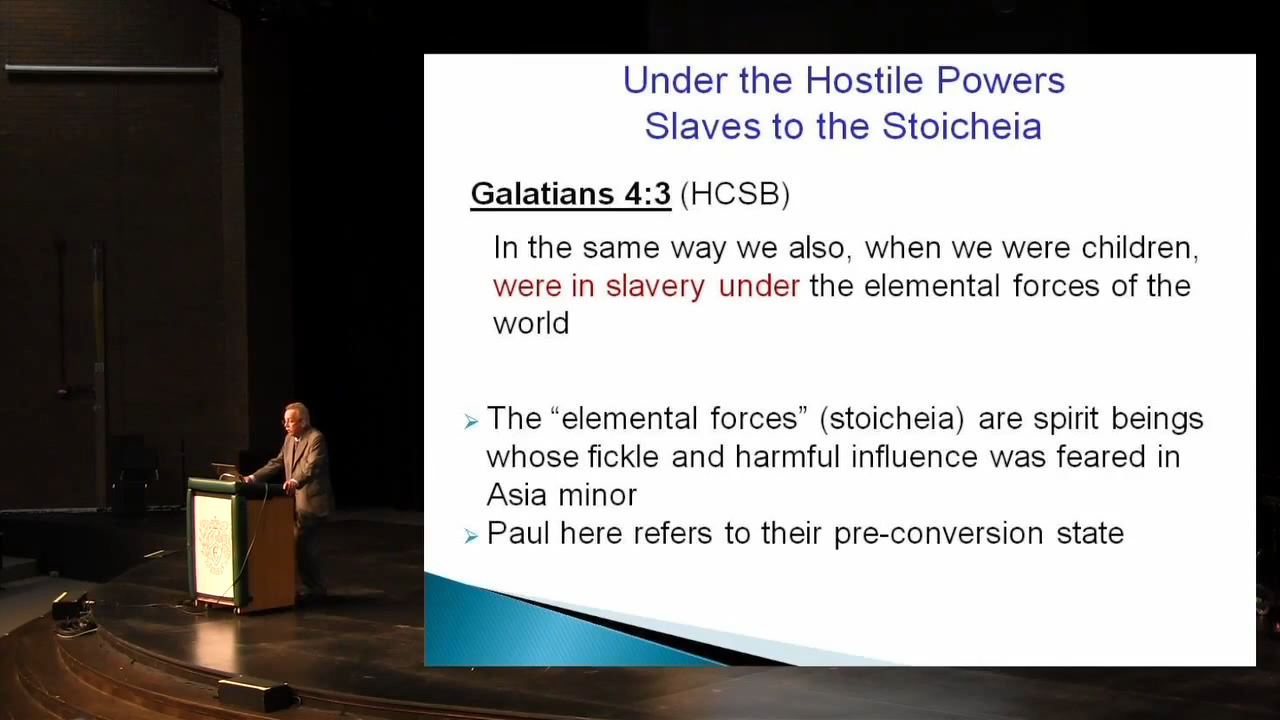 Under the Hostile Powers
Slaves to the Stoicheia
Galatians 4:3 (HCSB)
In the same way we also, when we were children,
were in slavery under the elemental forces of the
world
➢ The “elemental forces” (stoicheia) are spirit beings
whose fickle and harmful influence was feared in
Asia minor
➢ Paul here refers to their pre-conversion state